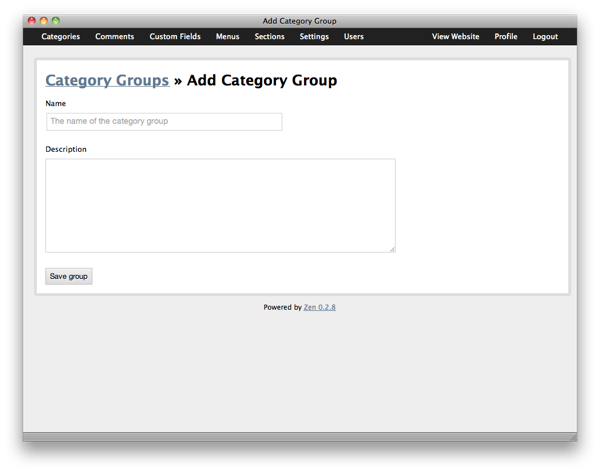 Add Category Group
Categories Comments Custom Fields Menus Sections Settings Users View Website Profile Logout
Category Groups » Add Category Group
Name
The name of the category group
Description
Save group
Powered by Zen 0.2.8